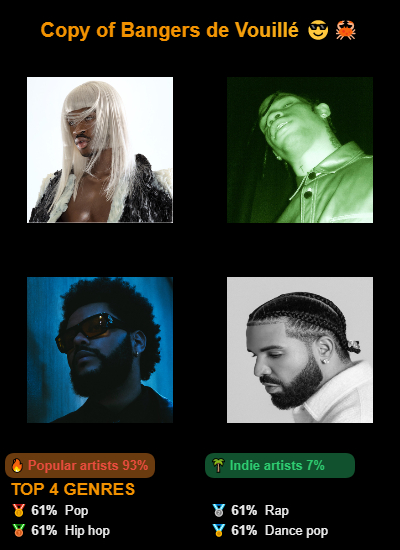 Copy of Bangers de Vouillé 😎 🦀
🔥 Popular artists 93%
🌴 Indie artists 7%
TOP 4 GENRES
🥇 61% Pop
🥈 61% Rap
🥉 61% Hip hop
🏅 61% Dance pop